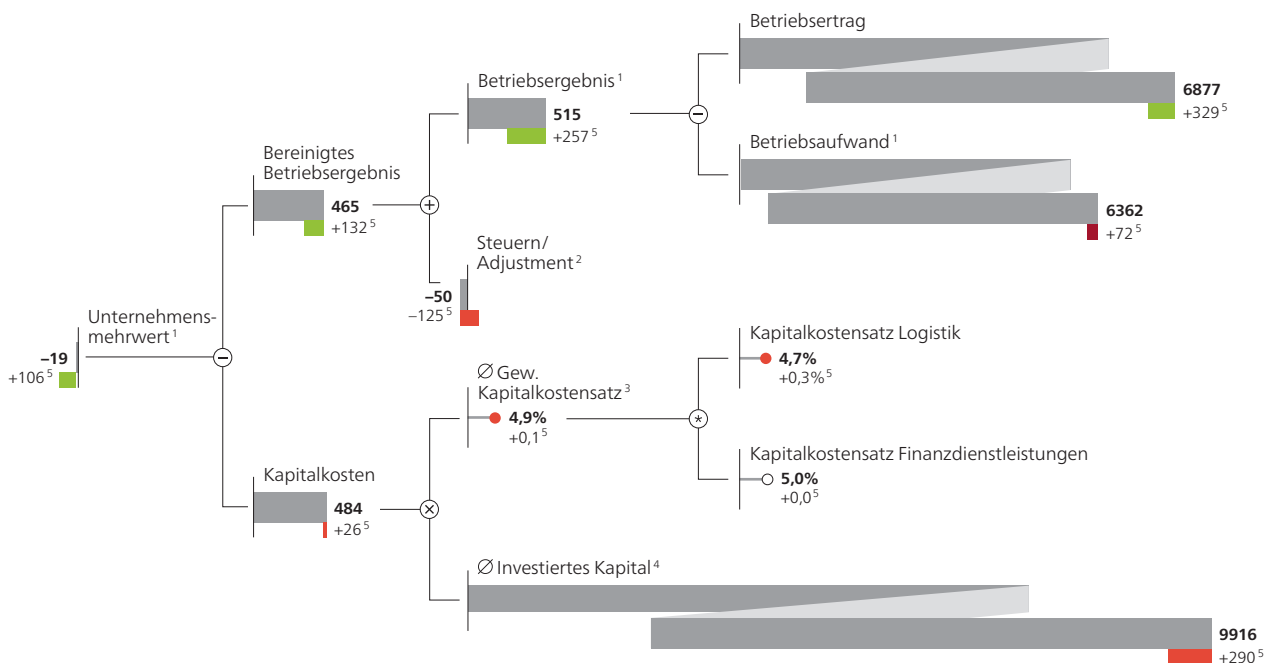 Betriebsertrag
6877
+329 5
Betriebsergebnis 1
515
+257 5
−
Betriebsaufwand 1
6362
+72 5
Bereinigtes
Betriebsergebnis
465
+132 5
+
Steuern/
Adjustment 2
–50
–125 5
Unternehmens-
mehrwert 1
–19
+106 5
−
Kapitalkostensatz Logistik
4,7%
+0,3% 5
∅ Gew.
Kapitalkostensatz 3
4,9%
+0,1 5
*
Kapitalkostensatz Finanzdienstleistungen
5,0%
+0,0 5
Kapitalkosten
484
+26 5
×
∅ Investiertes Kapital 4
9916
+290 5